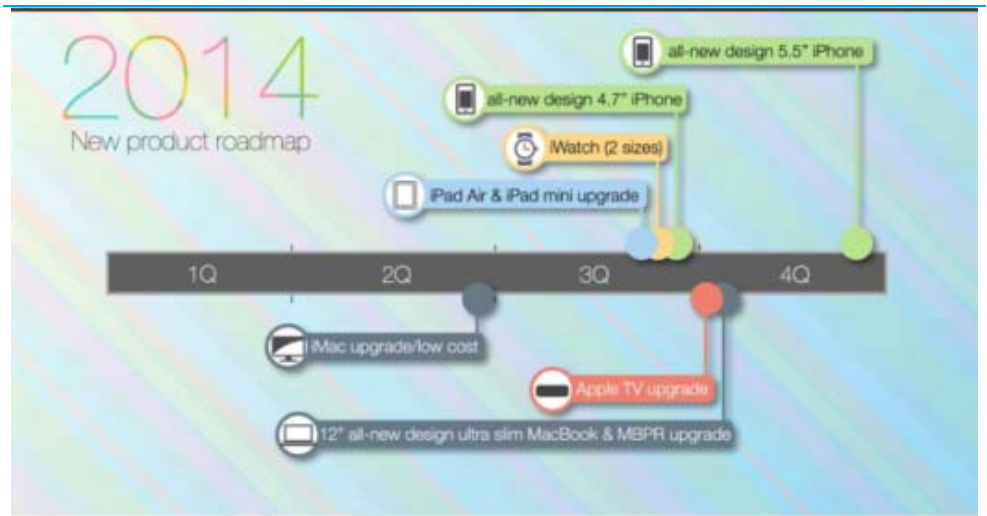 2014
New product roadmap
all-new design 5.5" iPhone
all-new design 4.7" iPhone
iWatch (2 sizes)
iPad Air & iPad mini upgrade
1Q
2Q
3Q
4Q
iMac upgrade/low cost
Apple TV upgrade
12" all-new design ultra slim MacBook & MBPR upgrade